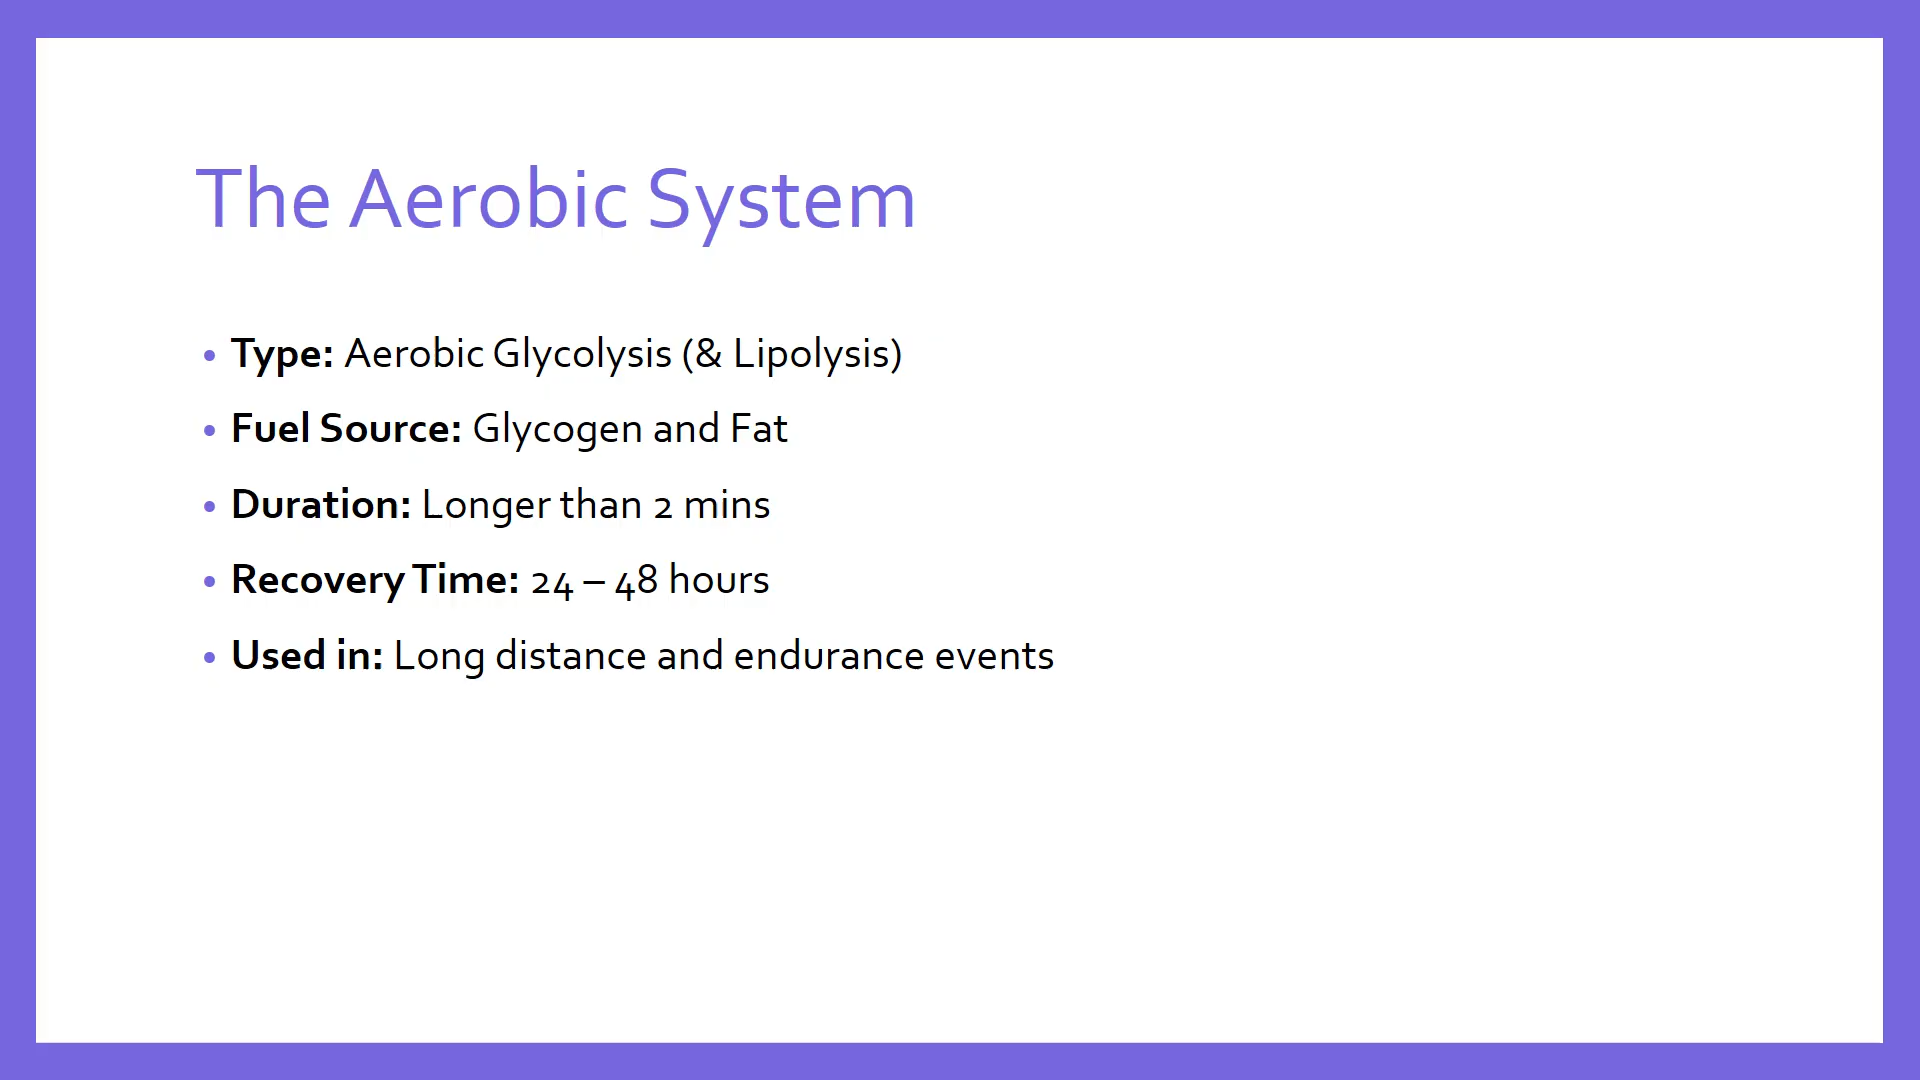 The Aerobic System
• Type: Aerobic Glycolysis (& Lipolysis)
• Fuel Source: Glycogen and Fat
• Duration: Longer than 2 mins
• Recovery Time: 24 – 48 hours
• Used in: Long distance and endurance events